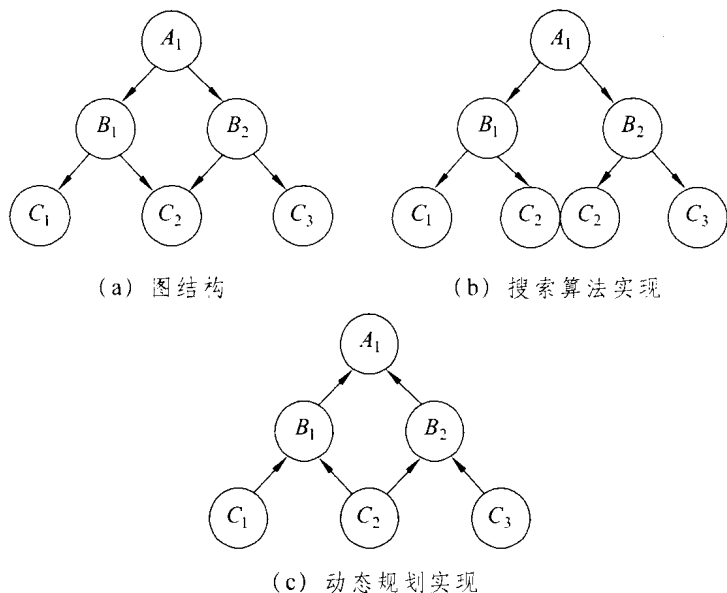 A₁ A₁
B₁ B₂ B₁ B₂
C₁ C₂ C₃ C₁ C₂ C₂ C₃
(a) 图结构 (b) 搜索算法实现
A₁
B₁ B₂
C₁ C₂ C₃
(c) 动态规划实现